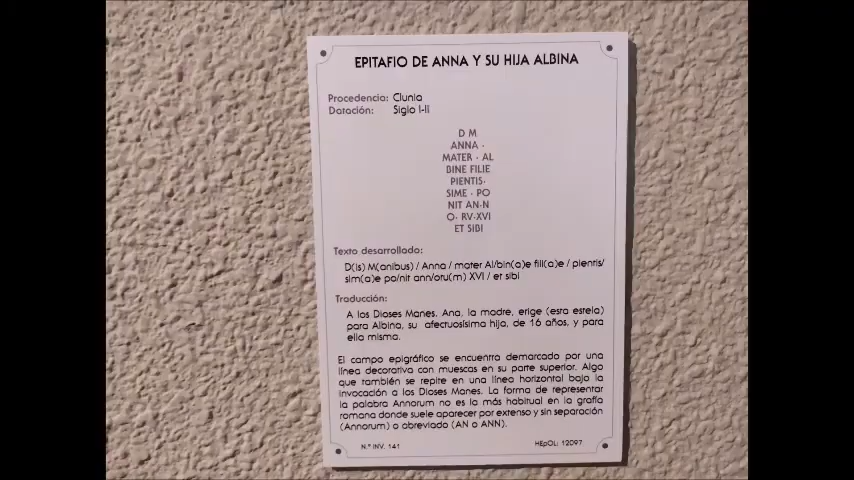 EPITAFIO DE ANNA Y SU HIJA ALBINA
Procedencia: Clunia
Datación: Siglo I-II
D M
ANNA ·
MATER · AL
BINE FILIE
PIENTIS·
SIME · PO
NIT AN·N
O· RV·XVI
ET SIBI
Texto desarrollado:
D(is) M(anibus) / Anna / mater Al/bin(a)e fili(a)e / pientis/
sim(a)e po/nit ann/oru(m) XVI / et sibi
Traducción:
A los Dioses Manes. Ana, la madre, erige (esta estela)
para Albina, su afectuosísima hija, de 16 años, y para
ella misma.
El campo epigráfico se encuentra demarcado por una
línea decorativa con muescas en su parte superior. Algo
que también se repite en una línea horizontal bajo la
invocación a los Dioses Manes. La forma de representar
la palabra Annorum no es la más habitual en la grafía
romana donde suele aparecer por extenso y sin separación
(Annorum) o abreviado (AN o ANN).
N.º INV. 141
HEpOL: 12097